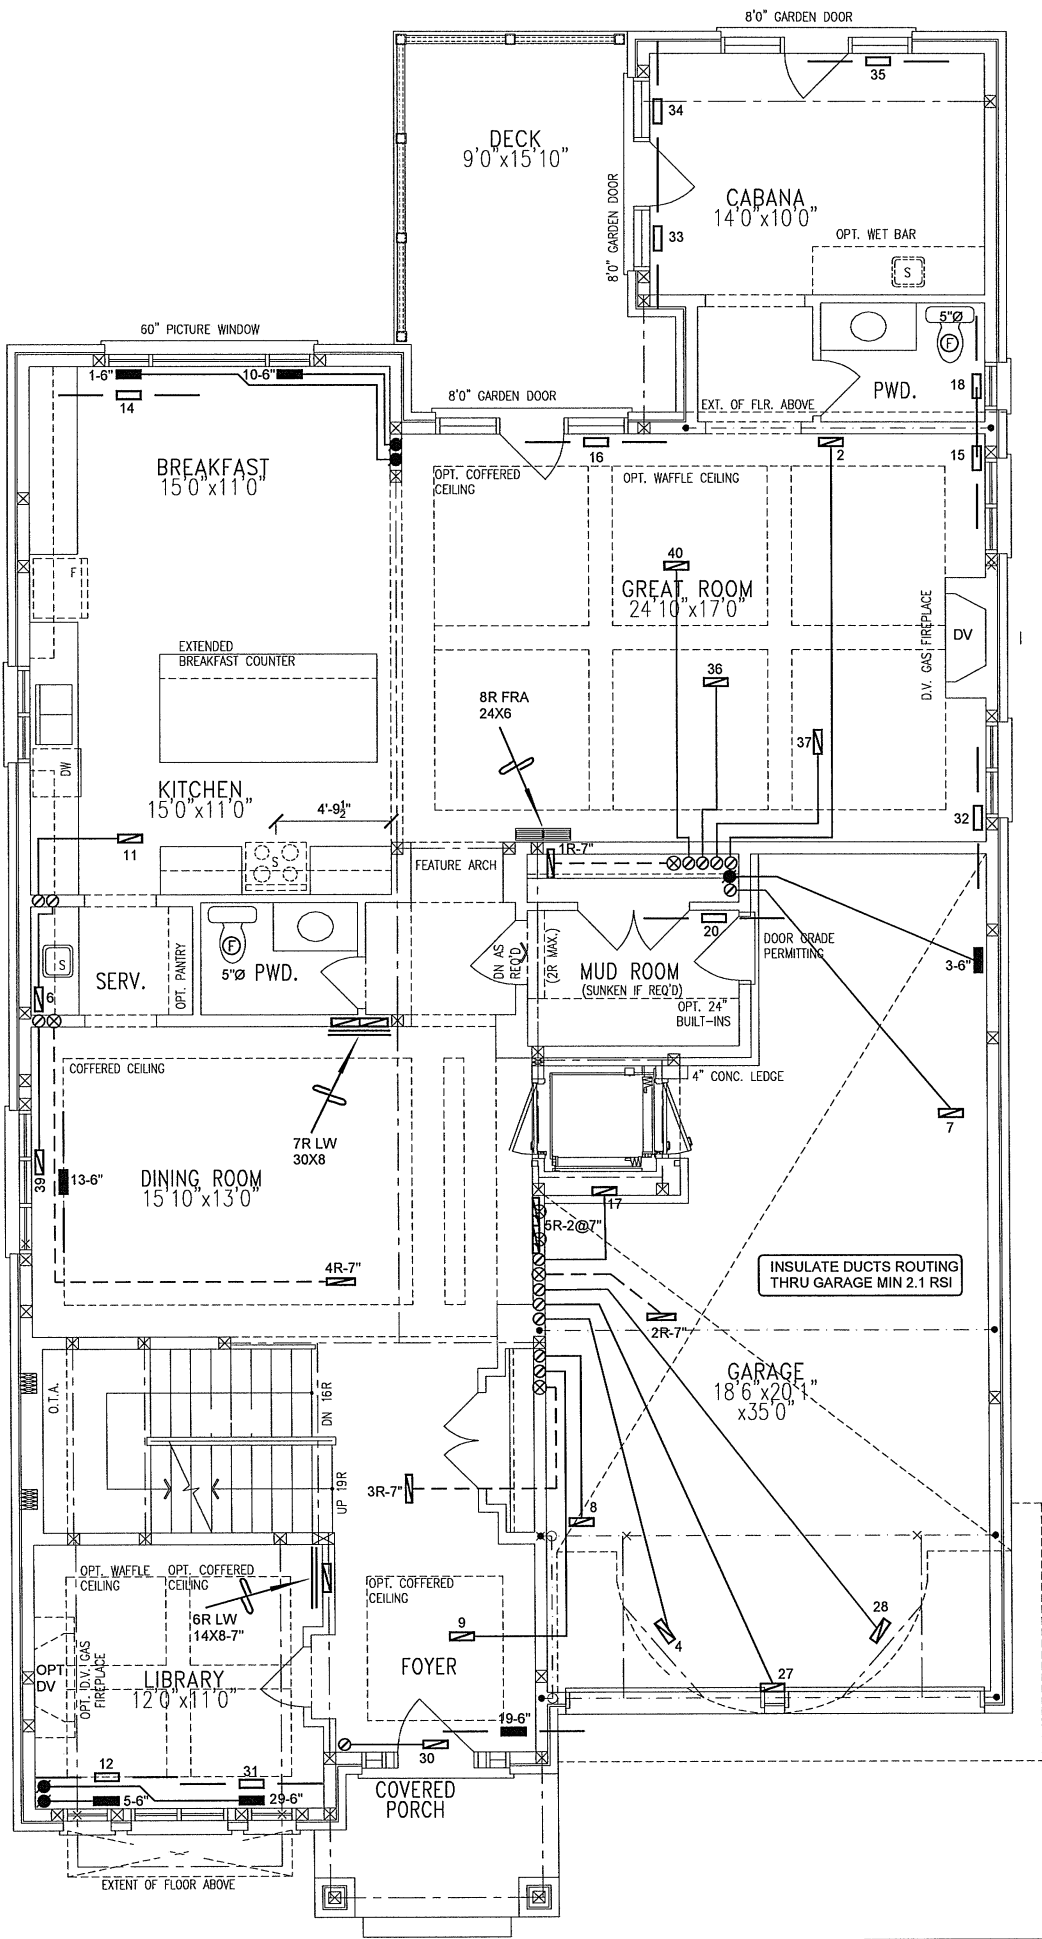 8'0" GARDEN DOOR
35
34
DECK
9'0"x15'10"
8'0" GARDEN DOOR
CABANA
14'0"x10'0"
33
OPT. WET BAR
S
60" PICTURE WINDOW
5"Ø
F
1-6"
10-6"
14
8'0" GARDEN DOOR
EXT. OF FLR. ABOVE
PWD.
18
16
2
15
BREAKFAST
15'0"x11'0"
OPT. COFFERED
CEILING
OPT. WAFFLE CEILING
F
40
GREAT ROOM
24'10"x17'0"
D.V. GAS FIREPLACE
DV
EXTENDED
BREAKFAST COUNTER
36
8R FRA
24X6
37
DW
KITCHEN
15'0"x11'0"
4'-9½"
32
11
S
FEATURE ARCH
1R-7"
20
DOOR GRADE
PERMITTING
3-6"
S
SERV.
OPT. PANTRY
F
5"Ø
PWD.
DN AS
REQ'D
(2R MAX.)
MUD ROOM
(SUNKEN IF REQ'D)
OPT. 24"
BUILT-INS
6
COFFERED CEILING
4" CONC. LEDGE
7
7R LW
30X8
39
13-6"
DINING ROOM
15'10"x13'0"
17
5R-2@7"
4R-7"
INSULATE DUCTS ROUTING
THRU GARAGE MIN 2.1 RSI
2R-7"
GARAGE
18'6"x20'1"
x35'0"
O.T.A.
DN 16R
UP 19R
3R-7"
8
OPT. WAFFLE
CEILING
OPT. COFFERED
CEILING
6R LW
14X8-7"
OPT. COFFERED
CEILING
9
4
28
OPT
DV
OPT. D.V. GAS
FIREPLACE
LIBRARY
12'0"x11'0"
FOYER
27
19-6"
30
12
31
5-6"
29-6"
COVERED
PORCH
EXTENT OF FLOOR ABOVE